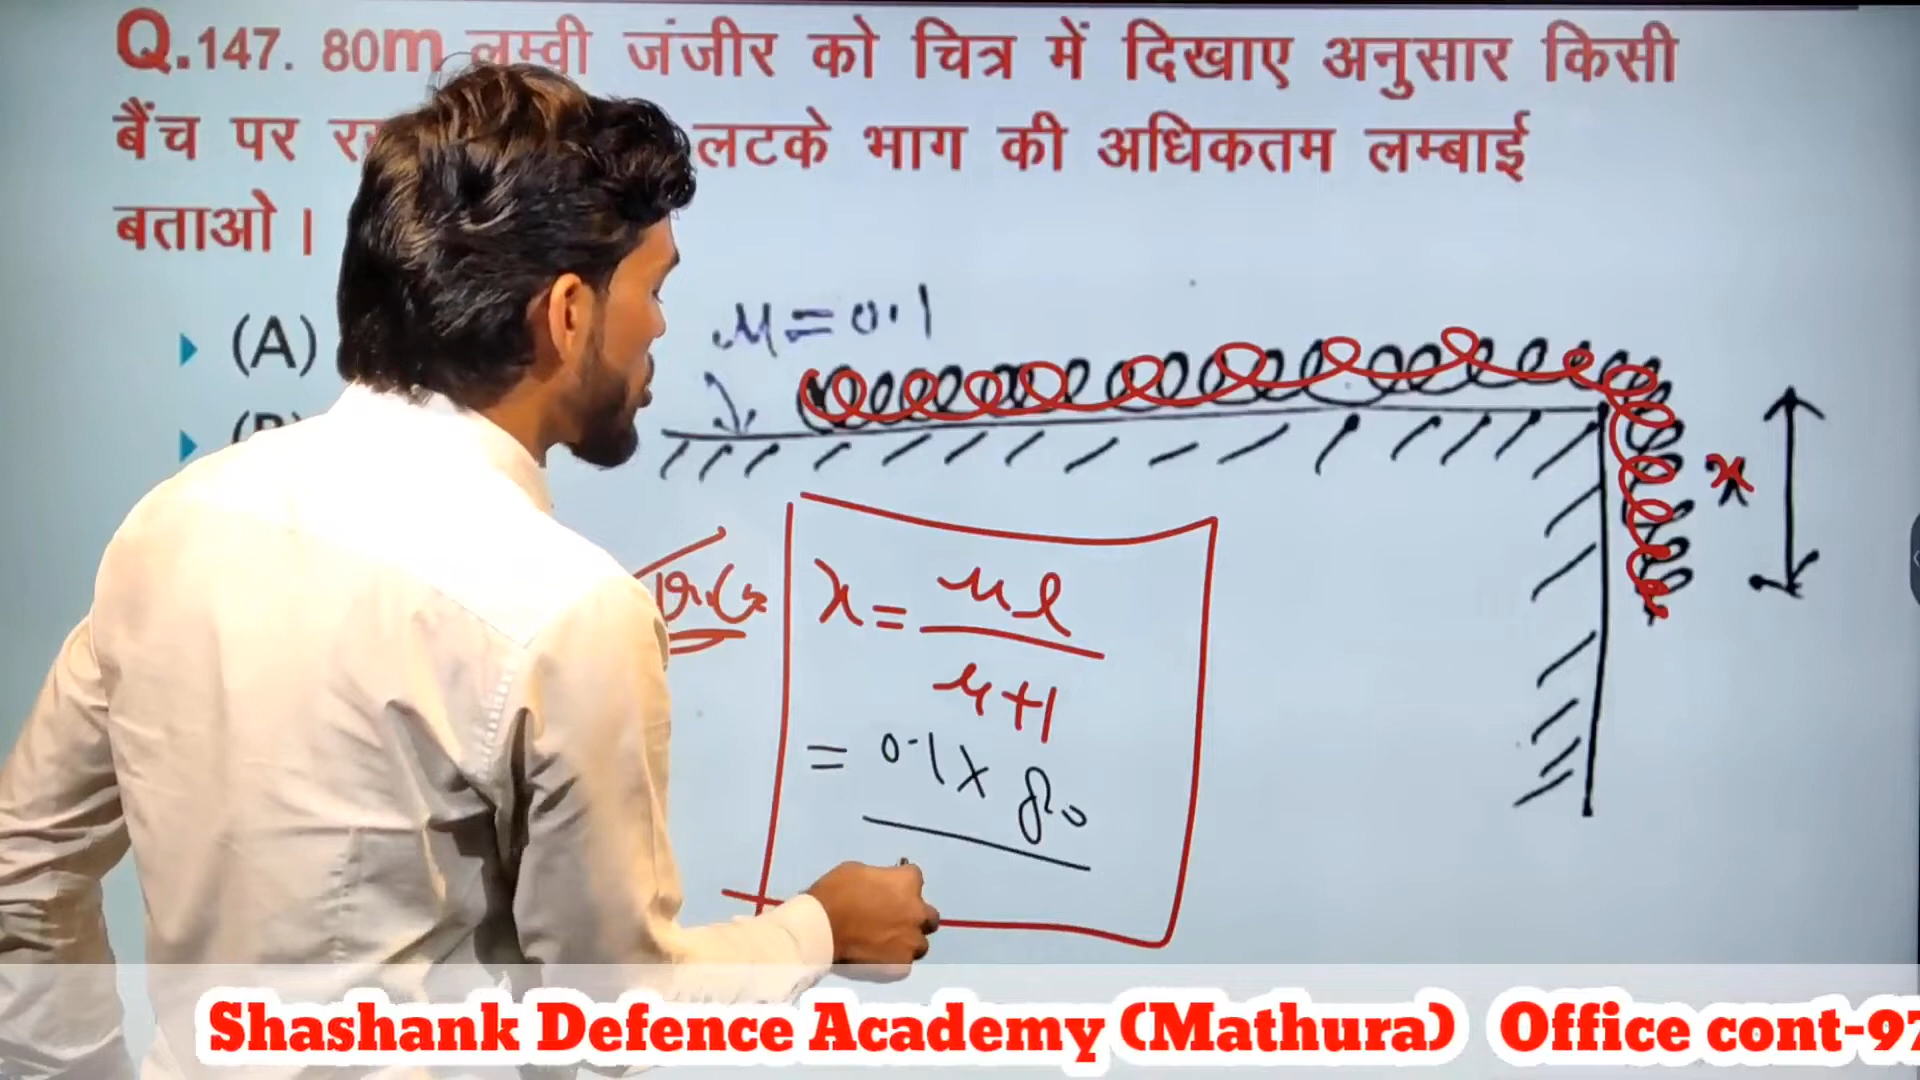 Q.147. 80m लम्बी जंजीर को चित्र में दिखाए अनुसार किसी
बैंच पर लटके भाग की अधिकतम लम्बाई
बताओ।
(A)
μ=0.1
x
x = μl
μ+1
= 0.1 x 80
Shashank Defence Academy (Mathura) Office cont-97